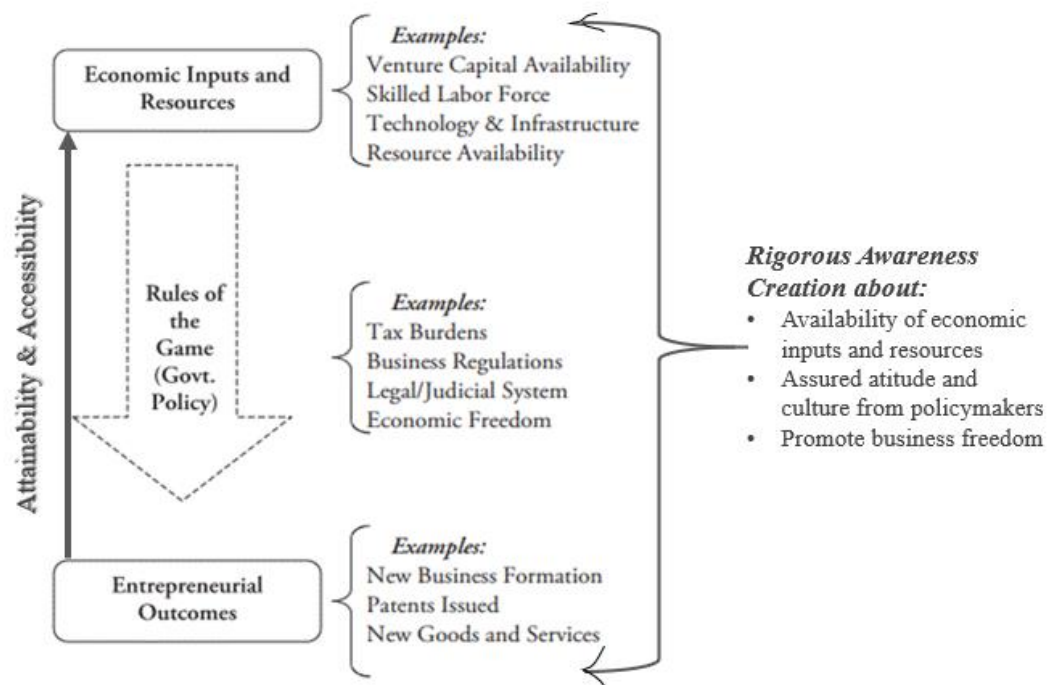 Economic Inputs and
Resources
Examples:
Venture Capital Availability
Skilled Labor Force
Technology & Infrastructure
Resource Availability
Attainability & Accessibility
Rules of
the
Game
(Govt.
Policy)
Examples:
Tax Burdens
Business Regulations
Legal/Judicial System
Economic Freedom
Rigorous Awareness
Creation about:
• Availability of economic
inputs and resources
• Assured atitude and
culture from policymakers
• Promote business freedom
Entrepreneurial
Outcomes
Examples:
New Business Formation
Patents Issued
New Goods and Services